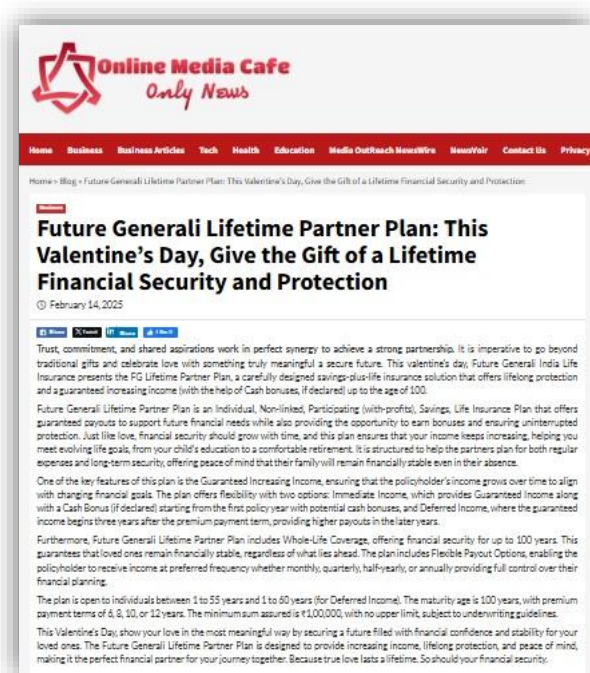 Online Media Cafe
Only News
Home Business Business Articles Tech Health Education Media OutReach NewsWire NewsVoir Contact Us Privacy
Home » Blog » Future Generali Lifetime Partner Plan: This Valentine's Day, Give the Gift of a Lifetime Financial Security and Protection
Business
Future Generali Lifetime Partner Plan: This
Valentine's Day, Give the Gift of a Lifetime
Financial Security and Protection
February 14, 2025
Share Tweet Share
Trust, commitment, and shared aspirations work in perfect synergy to achieve a strong partnership. It is imperative to go beyond
traditional gifts and celebrate love with something truly meaningful a secure future. This valentine's day, Future Generali India Life
Insurance presents the FG Lifetime Partner Plan, a carefully designed savings-plus-life insurance solution that offers lifelong protection
and a guaranteed increasing income (with the help of Cash bonuses, if declared) up to the age of 100.
Future Generali Lifetime Partner Plan is an Individual, Non-linked, Participating (with-profits), Savings, Life Insurance Plan that offers
guaranteed payouts to support future financial needs while also providing the opportunity to earn bonuses and ensuring uninterrupted
protection. Just like love, financial security should grow with time, and this plan ensures that your income keeps increasing, helping you
meet evolving life goals, from your child's education to a comfortable retirement. It is structured to help the partners plan for both regular
expenses and long-term security, offering peace of mind that their family will remain financially stable even in their absence.
One of the key features of this plan is the Guaranteed Increasing Income, ensuring that the policyholder's income grows over time to align
with changing financial goals. The plan offers flexibility with two options: Immediate Income, which provides Guaranteed Income along
with a Cash Bonus (if declared) starting from the first policy year with potential cash bonuses, and Deferred Income, where the guaranteed
income begins three years after the premium payment term, providing higher payouts in the later years.
Furthermore, Future Generali Lifetime Partner Plan includes Whole-Life Coverage, offering financial security for up to 100 years. This
guarantees that loved ones remain financially stable, regardless of what lies ahead. The plan includes Flexible Payout Options, enabling the
policyholder to receive income at preferred frequency whether monthly, quarterly, half-yearly, or annually providing full control over their
financial planning.
The plan is open to individuals between 1 to 55 years and 1 to 60 years (for Deferred Income). The maturity age is 100 years, with premium
payment terms of 6, 8, 10, or 12 years. The minimum sum assured is ₹1,00,000, with no upper limit, subject to underwriting guidelines.
This Valentine's Day, show your love in the most meaningful way by securing a future filled with financial confidence and stability for your
loved ones. The Future Generali Lifetime Partner Plan is designed to provide increasing income, lifelong protection, and peace of mind,
making it the perfect financial partner for your journey together. Because true love lasts a lifetime. So should your financial security.